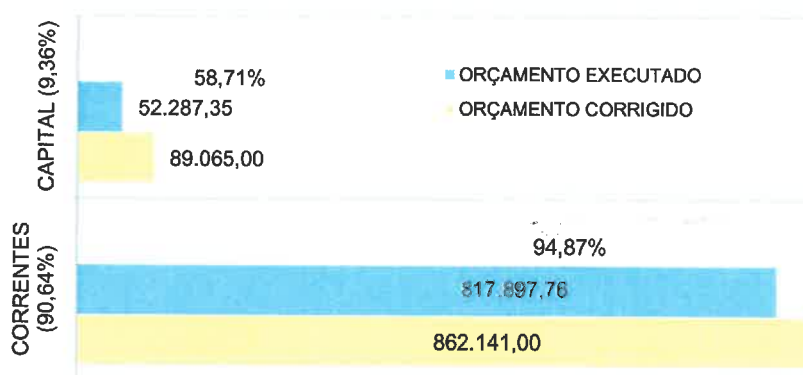 CAPITAL (9,36%)
58,71%
52.287,35
89.065,00
ORÇAMENTO EXECUTADO
ORÇAMENTO CORRIGIDO
CORRENTES
(90,64%)
94,87%
817.897,76
862.141,00